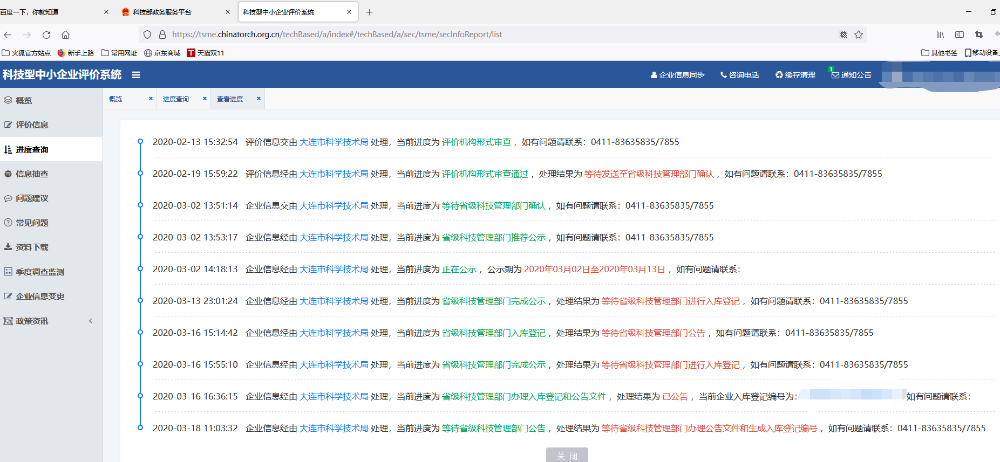 百度一下，你就知道
科技部政务服务平台
科技型中小企业评价系统
https://tsme.chinatorch.org.cn/techBased/a/index#/techBased/a/sec/tsme/secInfoReport/list
火狐官方站点 新手上路 常用网址 京东商城 T 天猫双11 其他书签 移动设备
科技型中小企业评价系统 企业信息同步 咨询电话 缓存清理 1 通知公告
概览 进度查询 查看进度
概览
评价信息
进度查询
信息抽查
问题建议
常见问题
资料下载
季度调查监测
企业信息变更
政策资讯
2020-02-13 15:32:54 评价信息交由 大连市科学技术局 处理，当前进度为 评价机构形式审查 ，如有问题请联系：0411-83635835/7855
2020-02-19 15:59:22 评价信息经由 大连市科学技术局 处理，当前进度为 评价机构形式审查通过 ，处理结果为 等待发送至省级科技管理部门确认 ，如有问题请联系：0411-83635835/7855
2020-03-02 13:51:14 企业信息交由 大连市科学技术局 处理，当前进度为 等待省级科技管理部门确认 ，如有问题请联系：0411-83635835/7855
2020-03-02 13:53:17 企业信息经由 大连市科学技术局 处理，当前进度为 省级科技管理部门推荐公示 ，如有问题请联系：0411-83635835/7855
2020-03-02 14:18:13 企业信息经由 大连市科学技术局 处理，当前进度为 正在公示 ，公示期为 2020年03月02日至2020年03月13日 ，如有问题请联系：
2020-03-13 23:01:24 企业信息经由 大连市科学技术局 处理，当前进度为 省级科技管理部门完成公示 ，处理结果为 等待省级科技管理部门进行入库登记 ，如有问题请联系：0411-83635835/7855
2020-03-16 15:14:42 企业信息经由 大连市科学技术局 处理，当前进度为 省级科技管理部门入库登记 ，处理结果为 等待省级科技管理部门公告 ，如有问题请联系：0411-83635835/7855
2020-03-16 15:55:10 企业信息经由 大连市科学技术局 处理，当前进度为 省级科技管理部门完成公示 ，处理结果为 等待省级科技管理部门进行入库登记 ，如有问题请联系：0411-83635835/7855
2020-03-16 16:36:15 企业信息经由 大连市科学技术局 处理，当前进度为 省级科技管理部门办理入库登记和公告文件 ，处理结果为 已公告 ，当前企业入库登记编号为： 如有问题请联系：
2020-03-18 11:03:32 企业信息经由 大连市科学技术局 处理，当前进度为 等待省级科技管理部门公告 ，处理结果为 等待省级科技管理部门办理公告文件和生成入库登记编号 ，如有问题请联系：0411-83635835/7855
关 闭